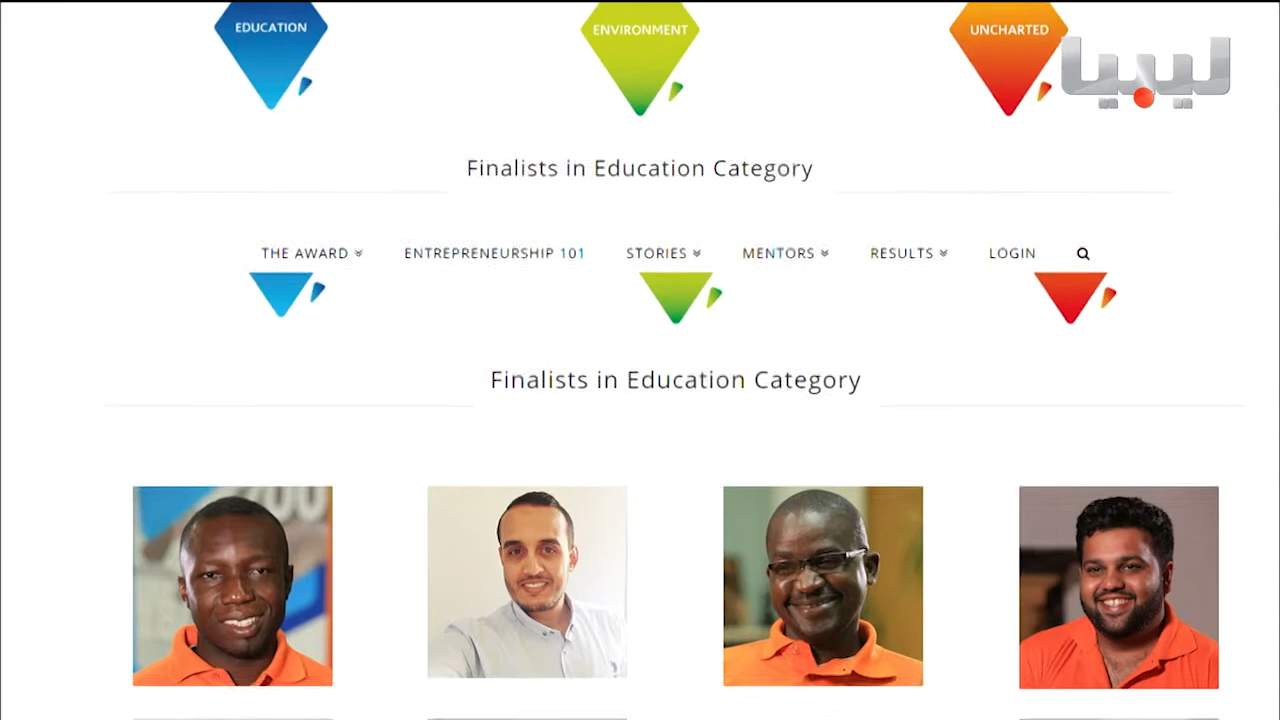 EDUCATION
ENVIRONMENT
UNCHARTED
ليبيا
Finalists in Education Category
THE AWARD
ENTREPRENEURSHIP 101
STORIES
MENTORS
RESULTS
LOGIN
Finalists in Education Category